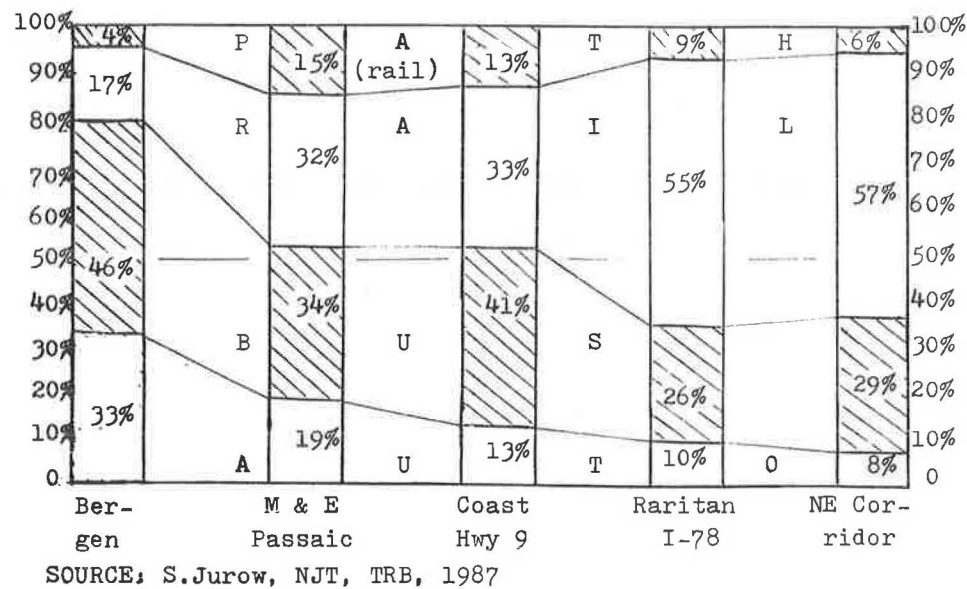 100% 4% P 15% A (rail) 13% T 9% H 6% 100%
90% 17% 90%
80% R 32% A 33% I 55% L 57% 80%
70% 70%
60% 60%
50% 46% 50%
40% 34% 41% 40%
30% B U S 26% 29% 30%
20% 33% 20%
10% 19% 13% 10% 8% 10%
0 A U T O 0
Ber- M & E Coast Raritan NE Cor-
gen Passaic Hwy 9 I-78 ridor
SOURCE; S.Jurow, NJT, TRB, 1987